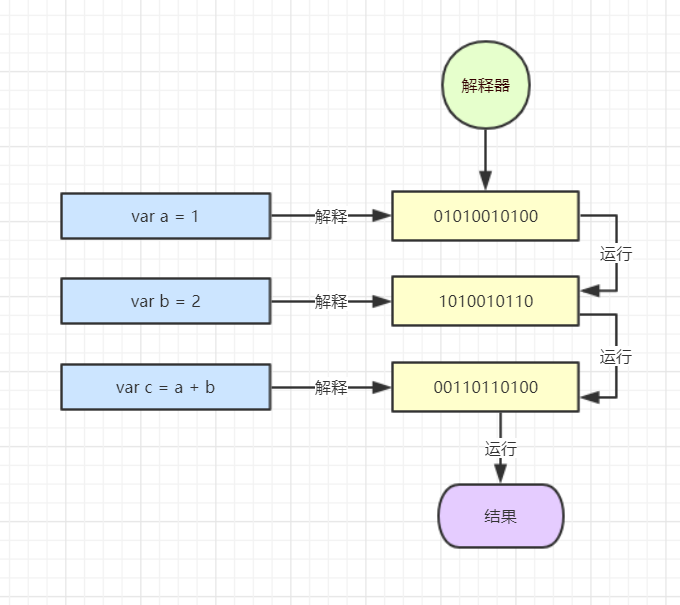 解释器
var a = 1
解释
01010010100
运行
var b = 2
解释
1010010110
运行
var c = a + b
解释
00110110100
运行
结果